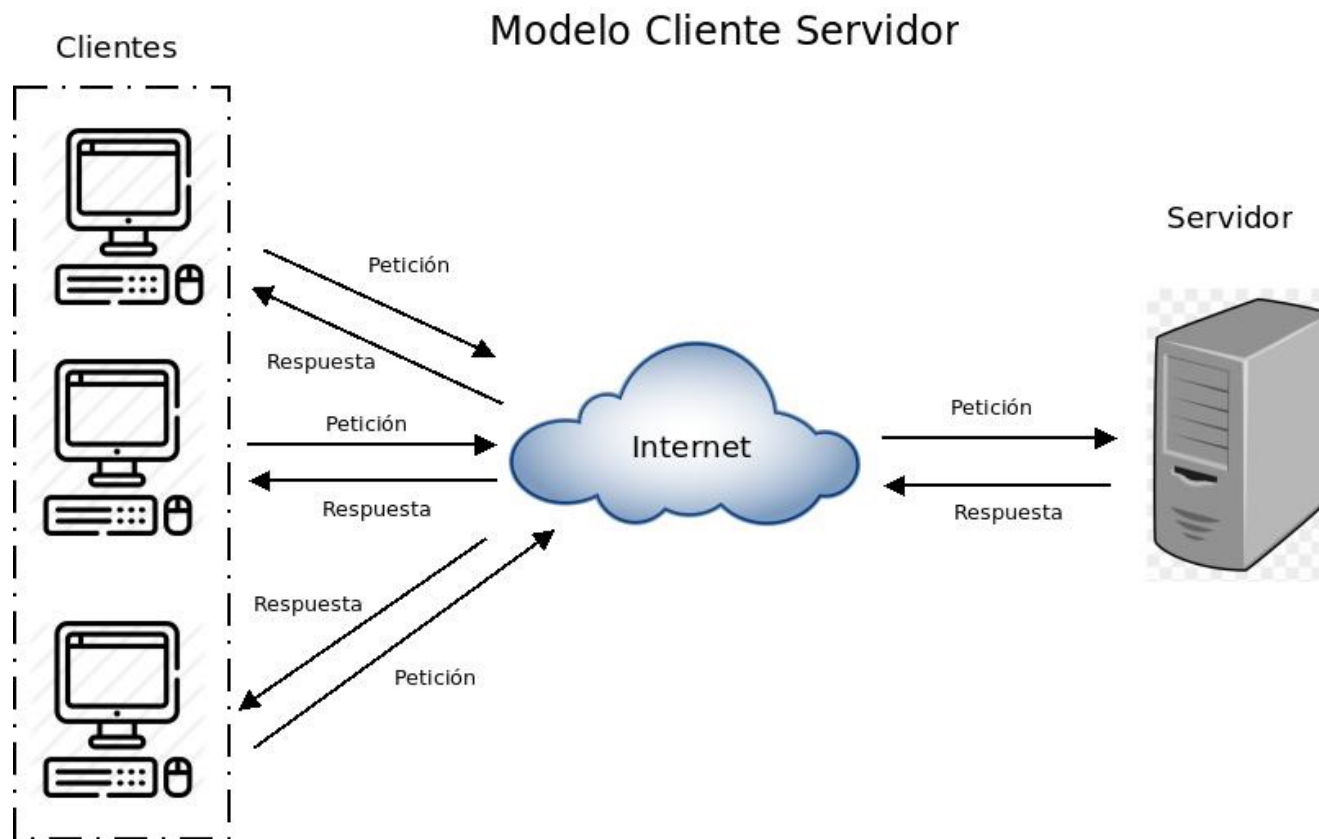 Modelo Cliente Servidor
Clientes
Servidor
Petición
Respuesta
Petición
Respuesta
Respuesta
Petición
Internet
Petición
Respuesta